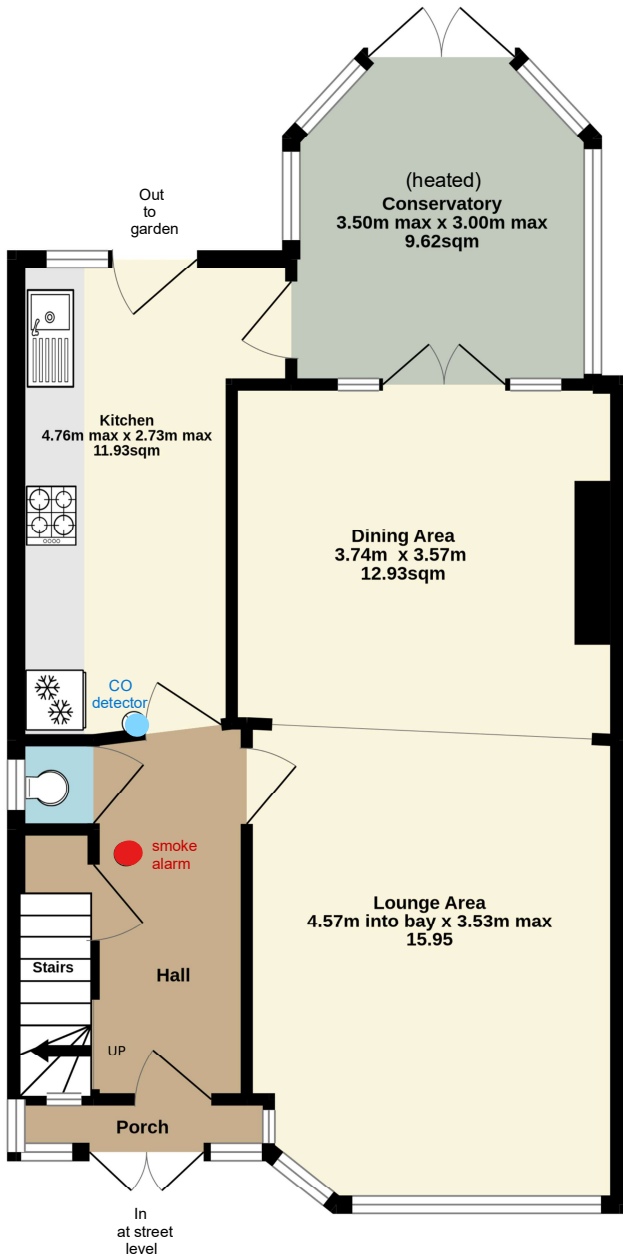 (heated)
Conservatory
3.50m max x 3.00m max
9.62sqm
Out
to
garden
Kitchen
4.76m max x 2.73m max
11.93sqm
Dining Area
3.74m x 3.57m
12.93sqm
CO
detector
smoke
alarm
Lounge Area
4.57m into bay x 3.53m max
15.95
Stairs
Hall
UP
Porch
In
at street
level